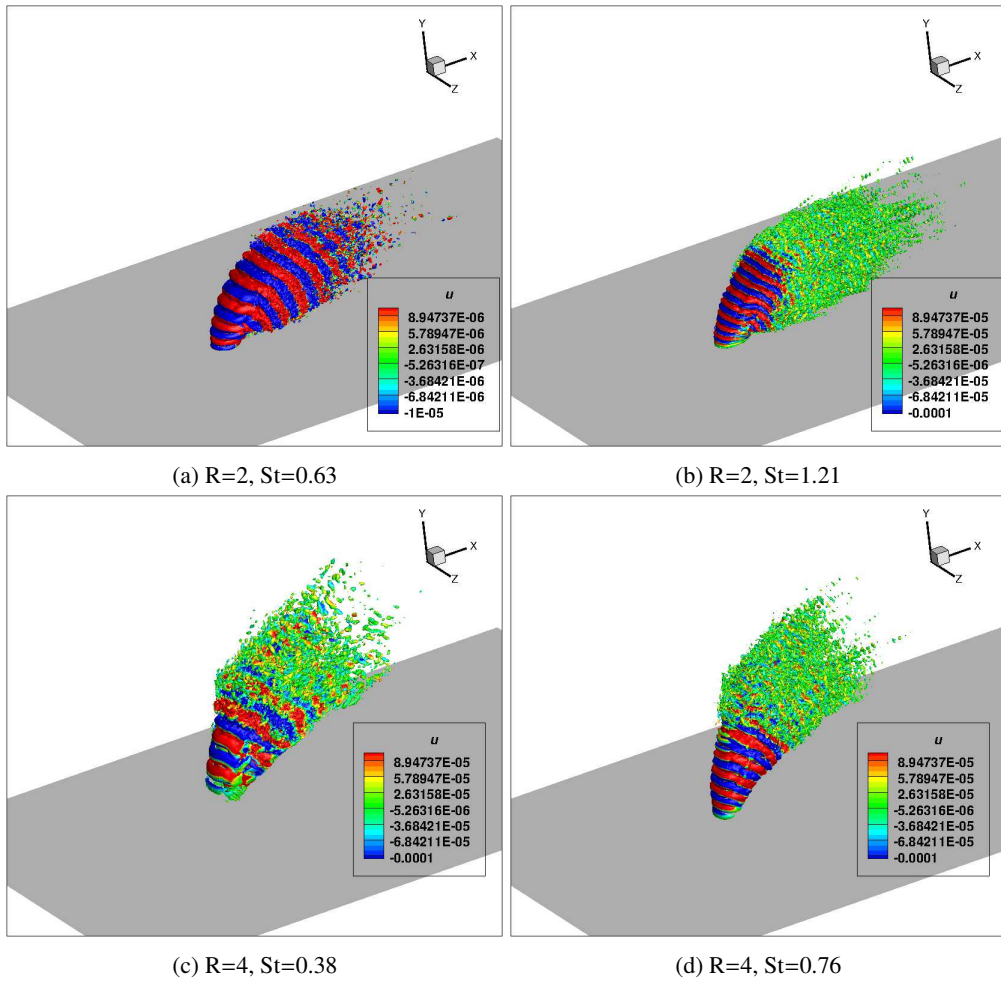 Y
X
Z
u
8.94737E-06
5.78947E-06
2.63158E-06
-5.26316E-07
-3.68421E-06
-6.84211E-06
-1E-05
(a) R=2, St=0.63
Y
X
Z
u
8.94737E-05
5.78947E-05
2.63158E-05
-5.26316E-06
-3.68421E-05
-6.84211E-05
-0.0001
(b) R=2, St=1.21
Y
X
Z
u
8.94737E-05
5.78947E-05
2.63158E-05
-5.26316E-06
-3.68421E-05
-6.84211E-05
-0.0001
(c) R=4, St=0.38
Y
X
Z
u
8.94737E-05
5.78947E-05
2.63158E-05
-5.26316E-06
-3.68421E-05
-6.84211E-05
-0.0001
(d) R=4, St=0.76